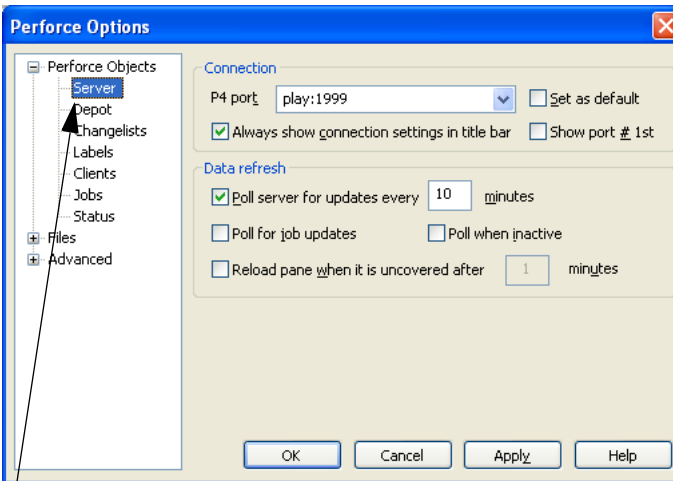 Perforce Options
Perforce Objects
Server
Depot
Changelists
Labels
Clients
Jobs
Status
Files
Advanced
Connection
P4 port play:1999 Set as default
Always show connection settings in title bar Show port # 1st
Data refresh
Poll server for updates every 10 minutes
Poll for job updates Poll when inactive
Reload pane when it is uncovered after 1 minutes
OK Cancel Apply Help